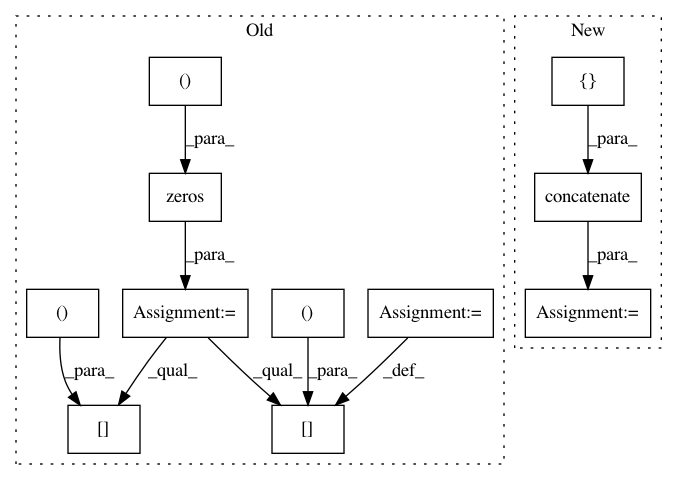 Old
New
()
{}
_para_
_para_
zeros
concatenate
_para_
_para_
()
Assignment:=
()
Assignment:=
Assignment:=
_para_
_qual_
_qual_
_para_
_def_
[]
[]